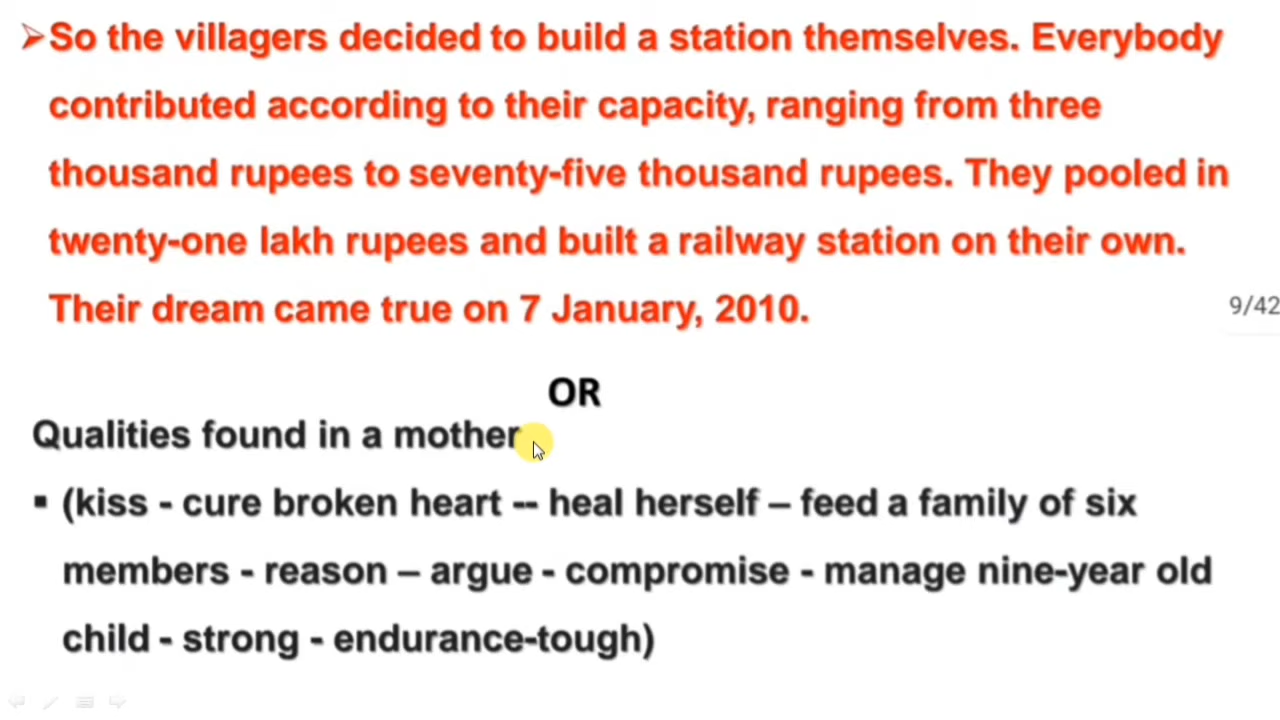 ➢So the villagers decided to build a station themselves. Everybody
contributed according to their capacity, ranging from three
thousand rupees to seventy-five thousand rupees. They pooled in
twenty-one lakh rupees and built a railway station on their own.
Their dream came true on 7 January, 2010.
9/42
OR
Qualities found in a mother
▪ (kiss - cure broken heart -- heal herself – feed a family of six
members - reason – argue - compromise - manage nine-year old
child - strong - endurance-tough)